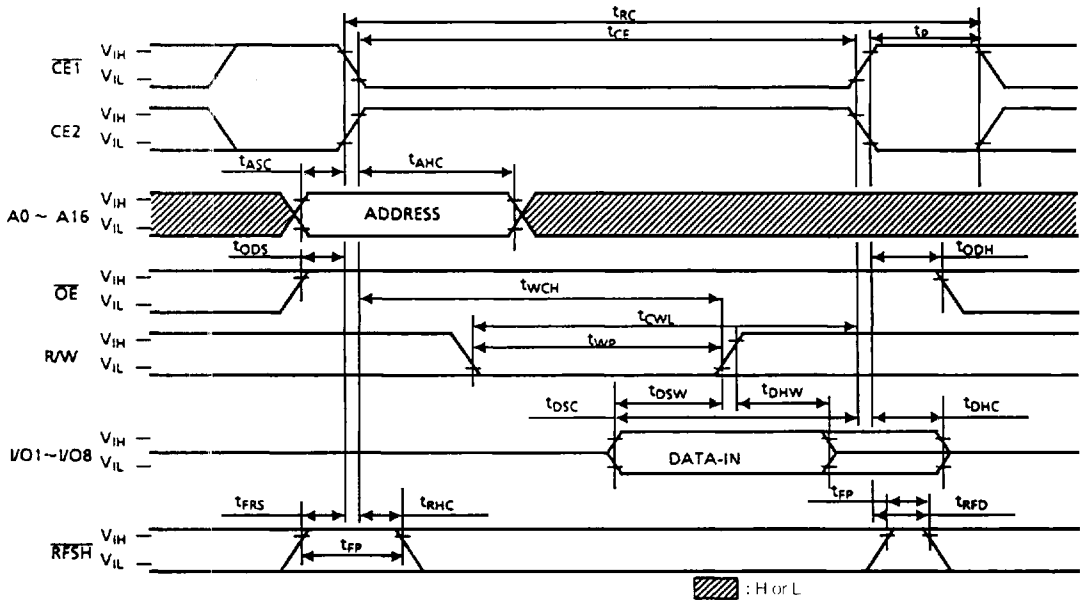 tRC
tCE
tP
CE1
VIH
VIL
CE2
VIH
VIL
tASC
tAHC
A0 ~ A16
VIH
VIL
ADDRESS
tODS
tODH
OE
VIH
VIL
tWCH
tCWL
R/W
VIH
VIL
tWP
tDSC
tDSW
tDHW
tDHC
I/O1~I/O8
VIH
VIL
DATA-IN
tFRS
tRHC
tFP
tRFD
RFSH
VIH
VIL
tFP
: H or L